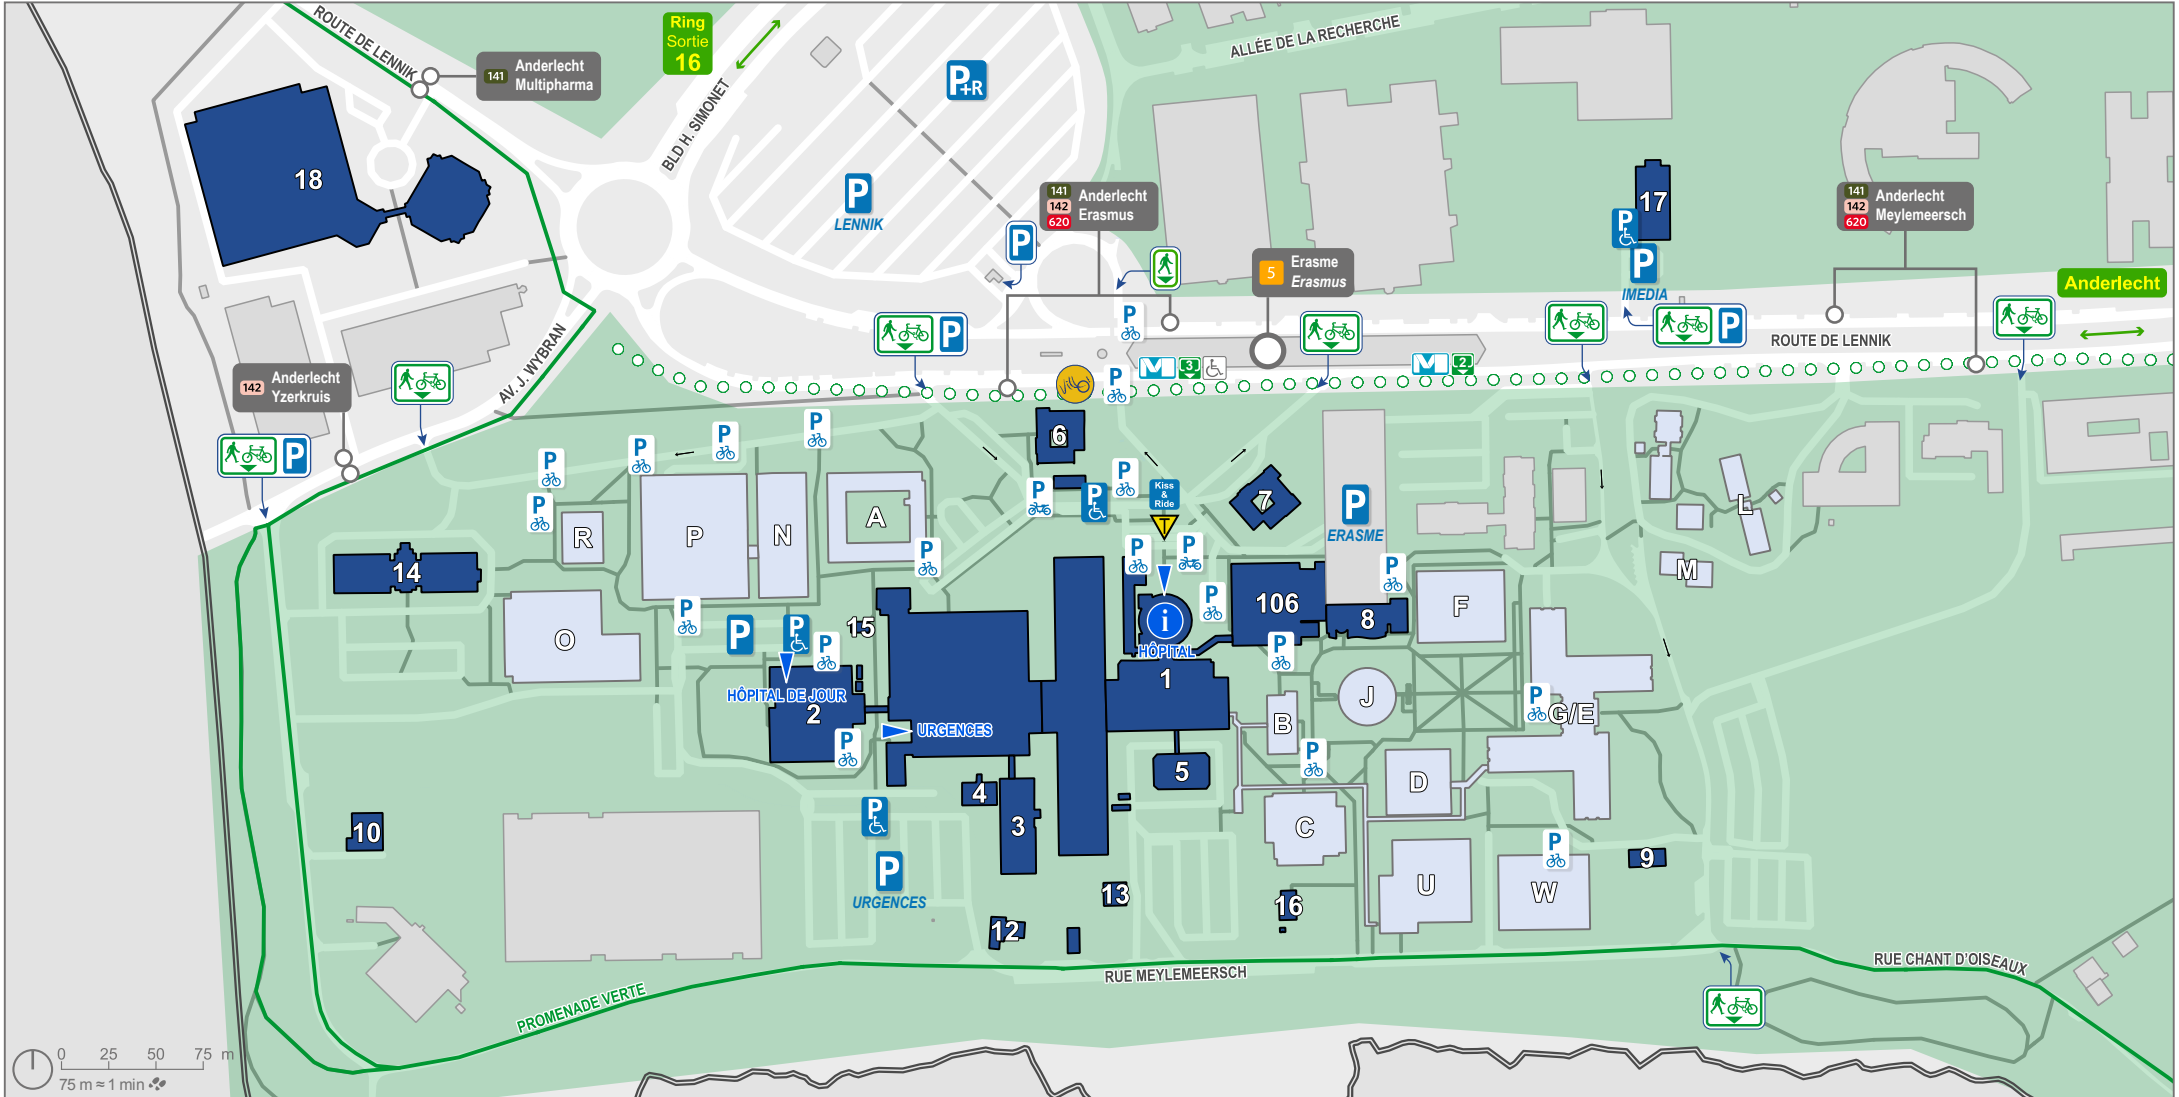 ROUTE DE LENNIK
141
Anderlecht
Multipharma
Ring
Sortie
16
BLD H. SIMONET
P+R
ALLÉE DE LA RECHERCHE
18
P
LENNIK
141
142
620
Anderlecht
Erasmus
P
5
Erasme
Erasmus
17
P
P
IMEDIA
141
142
620
Anderlecht
Meylemeersch
Anderlecht
P
P
ROUTE DE LENNIK
P
AV. J. WYBRAN
142
Anderlecht
Yzerkruis
P
M
3
M
2
villo
P
P
P
P
P
P
P
6
P
P
P
Kiss
&
Ride
T
7
P
ERASME
R
P
N
A
P
P
P
P
P
L
M
14
O
P
P
P
P
15
i
HÔPITAL
1
106
8
F
P
HÔPITAL DE JOUR
2
URGENCES
P
B
J
P
G/E
P
5
D
4
3
C
10
P
P
URGENCES
13
12
16
U
P
W
9
RUE MEYLEMEERSCH
RUE CHANT D'OISEAUX
PROMENADE VERTE
0 25 50 75 m
75 m ≈ 1 min